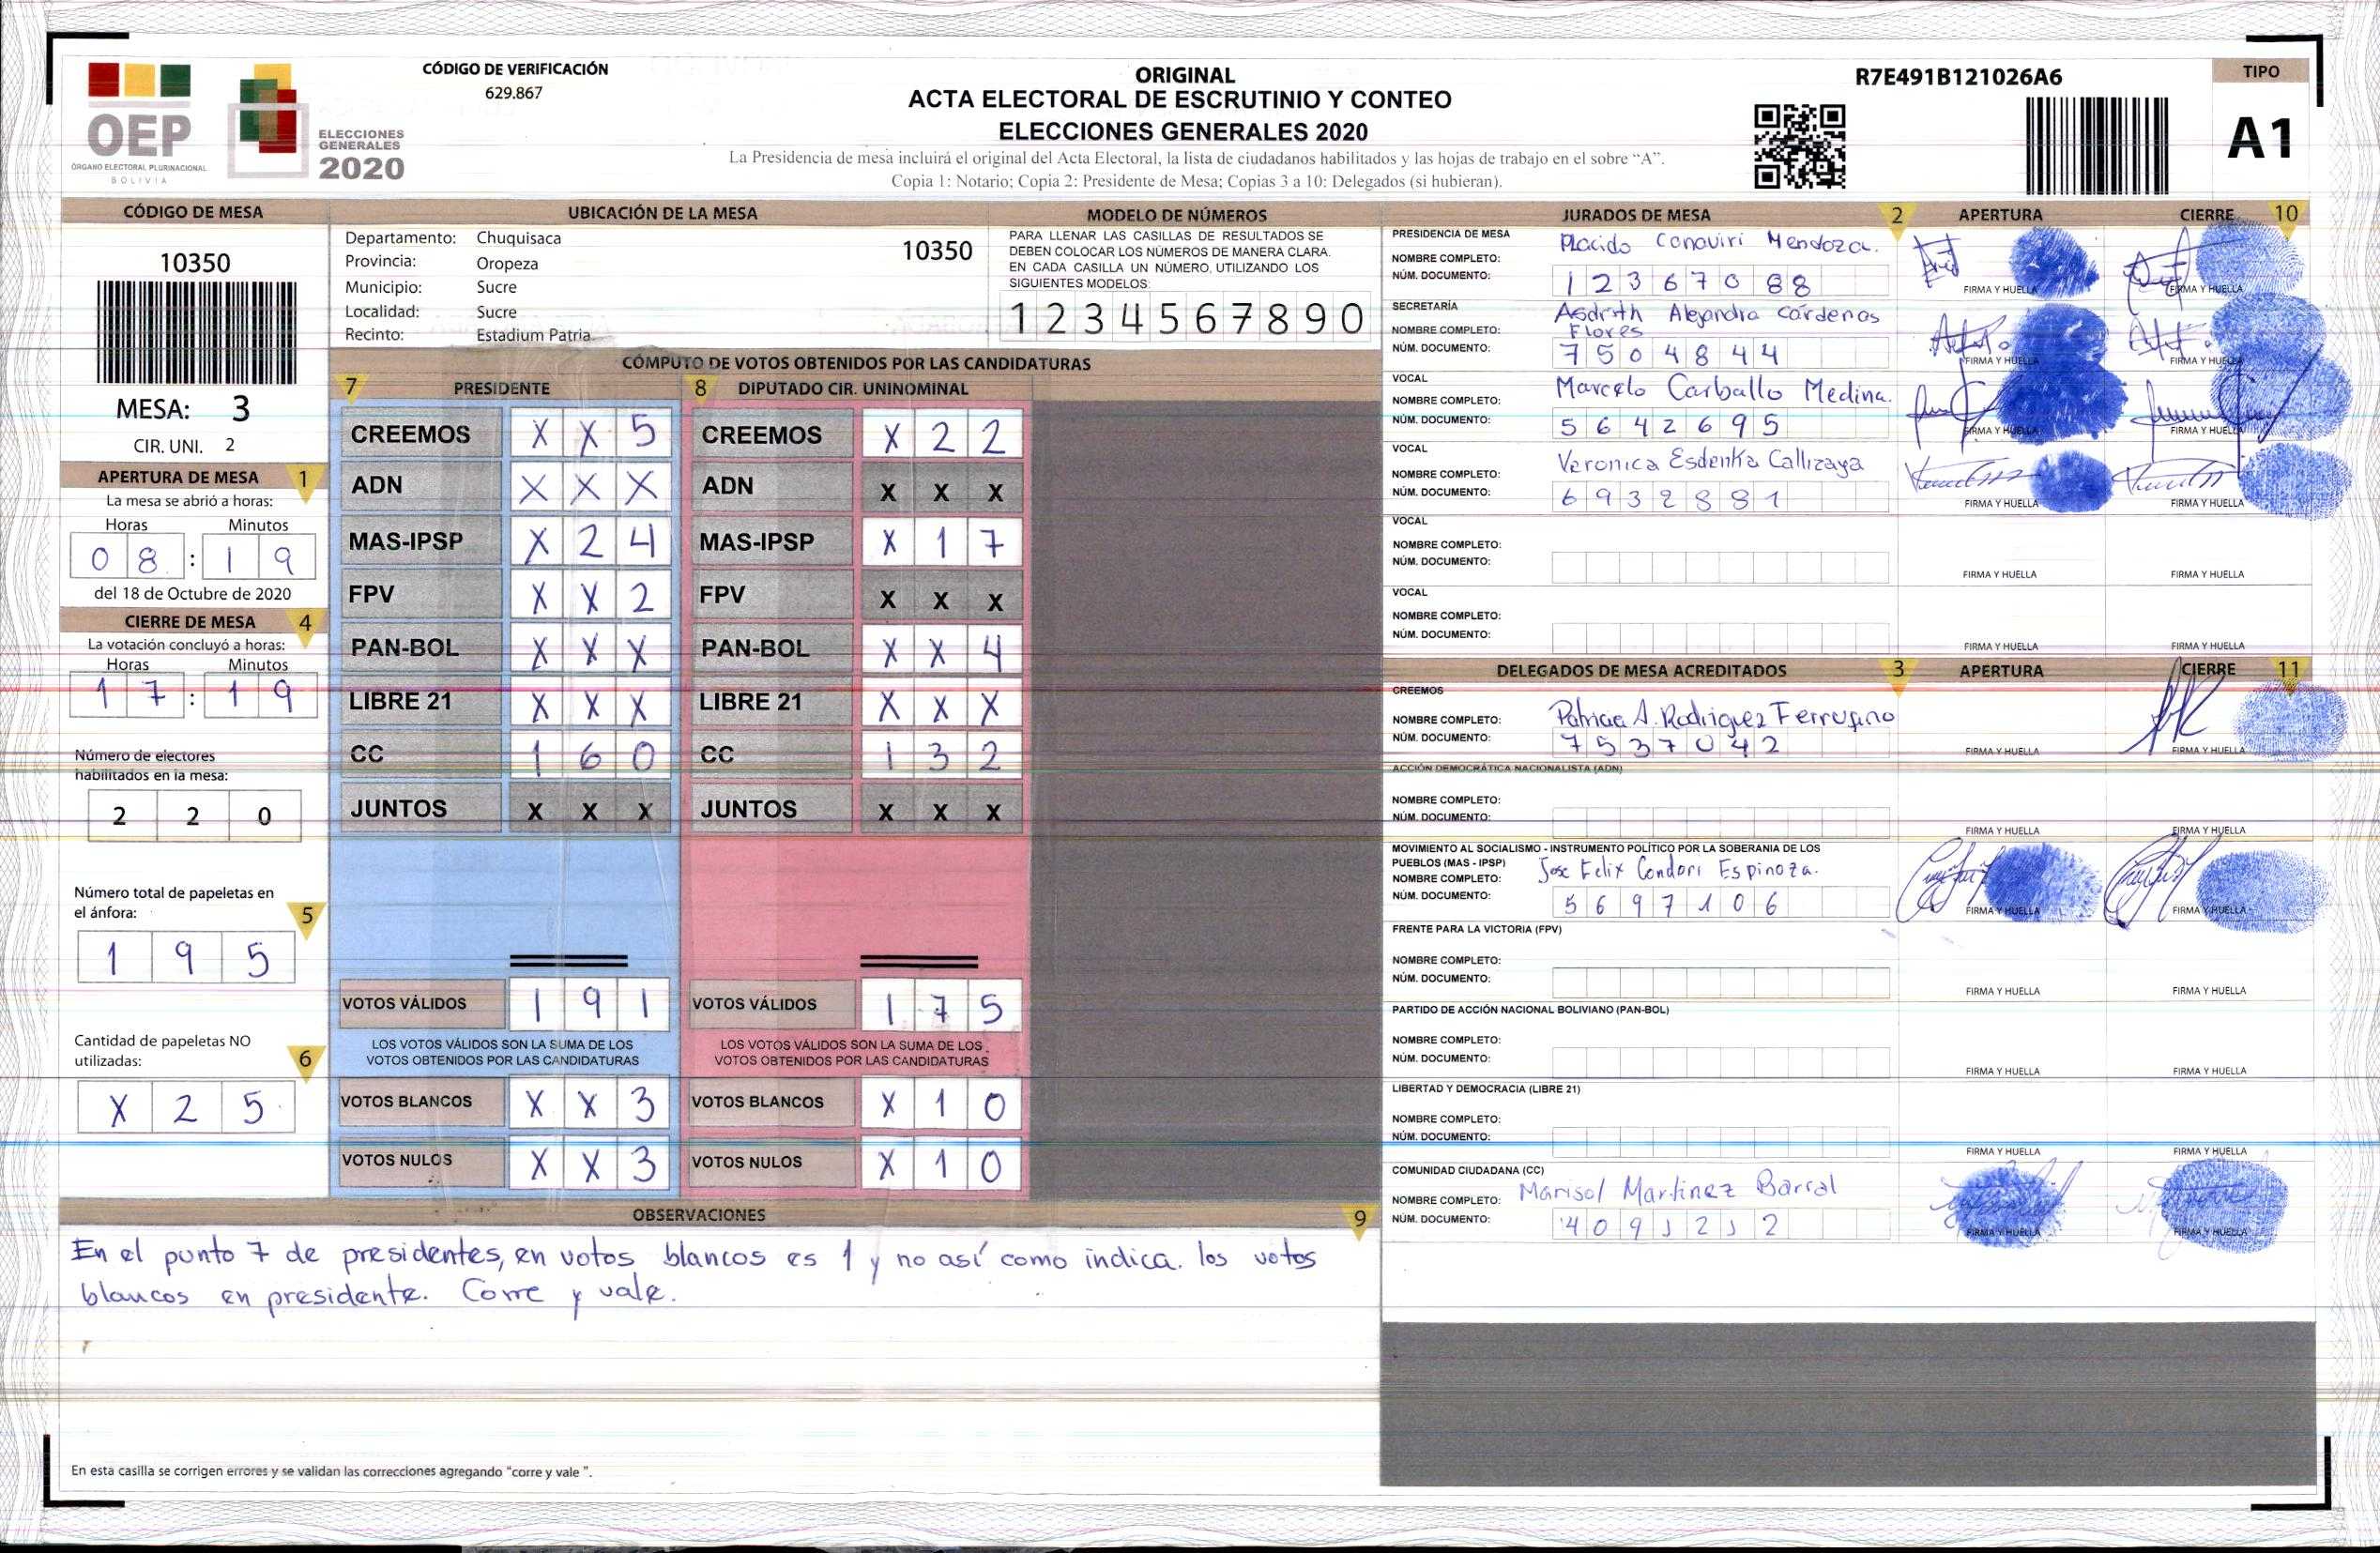 CÓDIGO DE VERIFICACIÓN
629.867
OEP
ÓRGANO ELECTORAL PLURINACIONAL
BOLIVIA
ELECCIONES
GENERALES
2020
ORIGINAL
ACTA ELECTORAL DE ESCRUTINIO Y CONTEO
ELECCIONES GENERALES 2020
La Presidencia de mesa incluirá el original del Acta Electoral, la lista de ciudadanos habilitados y las hojas de trabajo en el sobre “A”.
Copia 1: Notario; Copia 2: Presidente de Mesa; Copias 3 a 10: Delegados (si hubieran).
R7E491B121026A6
TIPO
A1
CÓDIGO DE MESA
10350
MESA: 3
CIR. UNI. 2
APERTURA DE MESA 1
La mesa se abrió a horas:
Horas Minutos
0 8 : 1 9
del 18 de Octubre de 2020
CIERRE DE MESA 4
La votación concluyó a horas:
Horas Minutos
1 7 : 1 9
Número de electores
habilitados en la mesa:
2 2 0
Número total de papeletas en
el ánfora: 5
1 9 5
Cantidad de papeletas NO
utilizadas: 6
X 2 5
UBICACIÓN DE LA MESA
Departamento: Chuquisaca 10350
Provincia: Oropeza
Municipio: Sucre
Localidad: Sucre
Recinto: Estadium Patria
MODELO DE NÚMEROS
PARA LLENAR LAS CASILLAS DE RESULTADOS SE
DEBEN COLOCAR LOS NÚMEROS DE MANERA CLARA.
EN CADA CASILLA UN NÚMERO, UTILIZANDO LOS
SIGUIENTES MODELOS:
1 2 3 4 5 6 7 8 9 0
CÓMPUTO DE VOTOS OBTENIDOS POR LAS CANDIDATURAS
7 PRESIDENTE 8 DIPUTADO CIR. UNINOMINAL
CREEMOS X X 5 CREEMOS X 2 2
ADN X X X ADN X X X
MAS-IPSP X 2 4 MAS-IPSP X 1 7
FPV X X 2 FPV X X X
PAN-BOL X X X PAN-BOL X X 4
LIBRE 21 X X X LIBRE 21 X X X
CC 1 6 0 CC 1 3 2
JUNTOS X X X JUNTOS X X X
VOTOS VÁLIDOS 1 9 1 VOTOS VÁLIDOS 1 7 5
LOS VOTOS VÁLIDOS SON LA SUMA DE LOS LOS VOTOS VÁLIDOS SON LA SUMA DE LOS
VOTOS OBTENIDOS POR LAS CANDIDATURAS VOTOS OBTENIDOS POR LAS CANDIDATURAS
VOTOS BLANCOS X X 3 VOTOS BLANCOS X 1 0
VOTOS NULOS X X 3 VOTOS NULOS X 1 0
OBSERVACIONES 9
En el punto 7 de presidentes, en votos blancos es 1 y no así como indica. los votos
blancos en presidente. Corre y vale.
En esta casilla se corrigen errores y se validan las correcciones agregando “corre y vale ”.
JURADOS DE MESA 2 APERTURA CIERRE 10
PRESIDENCIA DE MESA
NOMBRE COMPLETO: Placido Canaviri Mendoza.
NÚM. DOCUMENTO: 1 2 3 6 7 0 8 8
FIRMA Y HUELLA FIRMA Y HUELLA
SECRETARÍA
NOMBRE COMPLETO: Alejandra Cárdenas Flores
NÚM. DOCUMENTO: 7 5 0 4 8 4 4
FIRMA Y HUELLA FIRMA Y HUELLA
VOCAL
NOMBRE COMPLETO: Marcelo Carballo Medina.
NÚM. DOCUMENTO: 5 6 4 2 6 9 5
FIRMA Y HUELLA FIRMA Y HUELLA
VOCAL
NOMBRE COMPLETO: Veronica Esdenka Callizaya
NÚM. DOCUMENTO: 6 9 3 2 8 8 1
FIRMA Y HUELLA FIRMA Y HUELLA
VOCAL
NOMBRE COMPLETO:
NÚM. DOCUMENTO:
FIRMA Y HUELLA FIRMA Y HUELLA
VOCAL
NOMBRE COMPLETO:
NÚM. DOCUMENTO:
FIRMA Y HUELLA FIRMA Y HUELLA
DELEGADOS DE MESA ACREDITADOS 3 APERTURA CIERRE 11
CREEMOS
NOMBRE COMPLETO: Patricia A. Rodriguez Ferrufino
NÚM. DOCUMENTO: 7 5 3 7 0 4 2
FIRMA Y HUELLA FIRMA Y HUELLA
ACCIÓN DEMOCRÁTICA NACIONALISTA (ADN)
NOMBRE COMPLETO:
NÚM. DOCUMENTO:
FIRMA Y HUELLA FIRMA Y HUELLA
MOVIMIENTO AL SOCIALISMO - INSTRUMENTO POLÍTICO POR LA SOBERANIA DE LOS
PUEBLOS (MAS - IPSP)
NOMBRE COMPLETO: Jose Felix Condori Espinoza.
NÚM. DOCUMENTO: 5 6 9 7 1 0 6
FIRMA Y HUELLA FIRMA Y HUELLA
FRENTE PARA LA VICTORIA (FPV)
NOMBRE COMPLETO:
NÚM. DOCUMENTO:
FIRMA Y HUELLA FIRMA Y HUELLA
PARTIDO DE ACCIÓN NACIONAL BOLIVIANO (PAN-BOL)
NOMBRE COMPLETO:
NÚM. DOCUMENTO:
FIRMA Y HUELLA FIRMA Y HUELLA
LIBERTAD Y DEMOCRACIA (LIBRE 21)
NOMBRE COMPLETO:
NÚM. DOCUMENTO:
FIRMA Y HUELLA FIRMA Y HUELLA
COMUNIDAD CIUDADANA (CC)
NOMBRE COMPLETO: Marisol Martinez Barral
NÚM. DOCUMENTO: 4 0 9 1 2 1 2
FIRMA Y HUELLA FIRMA Y HUELLA